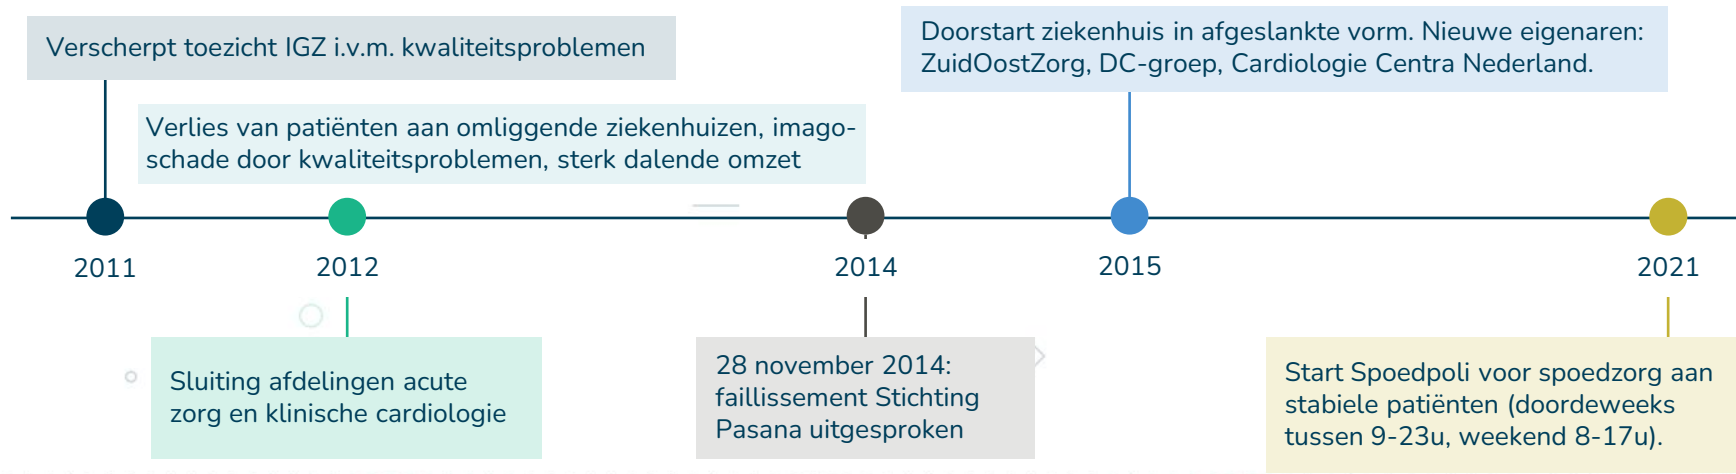 Verscherpt toezicht IGZ i.v.m. kwaliteitsproblemen
Doorstart ziekenhuis in afgeslankte vorm. Nieuwe eigenaren:
ZuidOostZorg, DC-groep, Cardiologie Centra Nederland.
Verlies van patiënten aan omliggende ziekenhuizen, imago-
schade door kwaliteitsproblemen, sterk dalende omzet
2011
2012
2014
2015
2021
Sluiting afdelingen acute
zorg en klinische cardiologie
28 november 2014:
faillissement Stichting
Pasana uitgesproken
Start Spoedpoli voor spoedzorg aan
stabiele patiënten (doordeweeks
tussen 9-23u, weekend 8-17u).